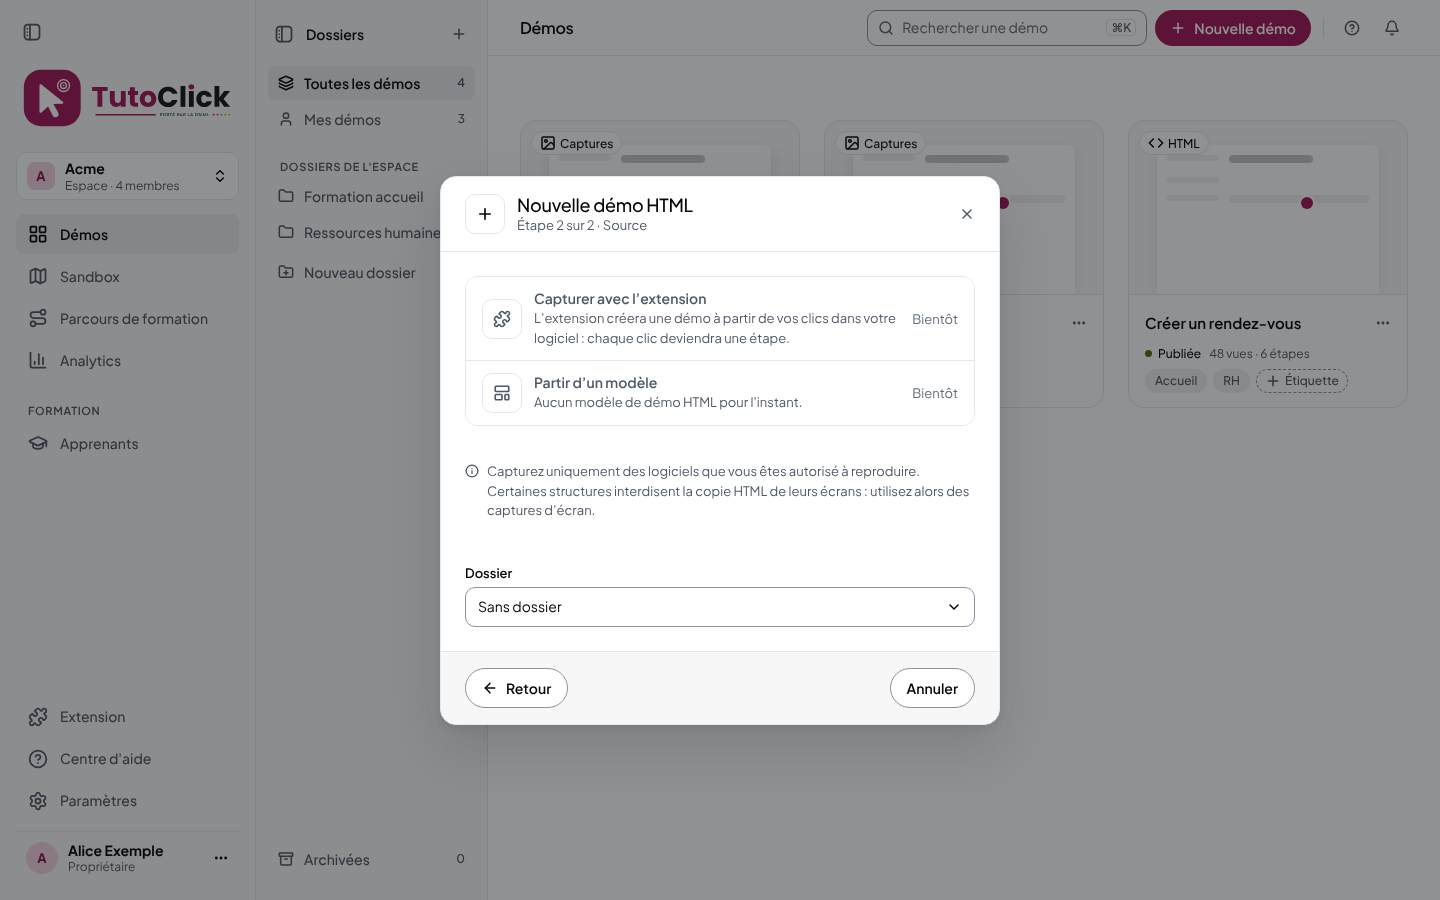 TutoClick
PORTÉ PAR LA DSIML
Acme
A
Espace · 4 membres
Démos
Sandbox
Parcours de formation
Analytics
FORMATION
Apprenants
Extension
Centre d'aide
Paramètres
A
Alice Exemple
Propriétaire
Dossiers
Toutes les démos 4
Mes démos 3
DOSSIERS DE L'ESPACE
Formation accueil
Ressources humaine
Nouveau dossier
Archivées 0
Démos
Rechercher une démo ⌘K
Nouvelle démo
Captures
Captures
HTML
Créer un rendez-vous
Publiée 48 vues · 6 étapes
Accueil RH Étiquette
Nouvelle démo HTML
Étape 2 sur 2 · Source
Capturer avec l’extension
L’extension créera une démo à partir de vos clics dans votre
logiciel : chaque clic deviendra une étape.
Bientôt
Partir d’un modèle
Aucun modèle de démo HTML pour l’instant.
Bientôt
Capturez uniquement des logiciels que vous êtes autorisé à reproduire.
Certaines structures interdisent la copie HTML de leurs écrans : utilisez alors des
captures d’écran.
Dossier
Sans dossier
Retour
Annuler